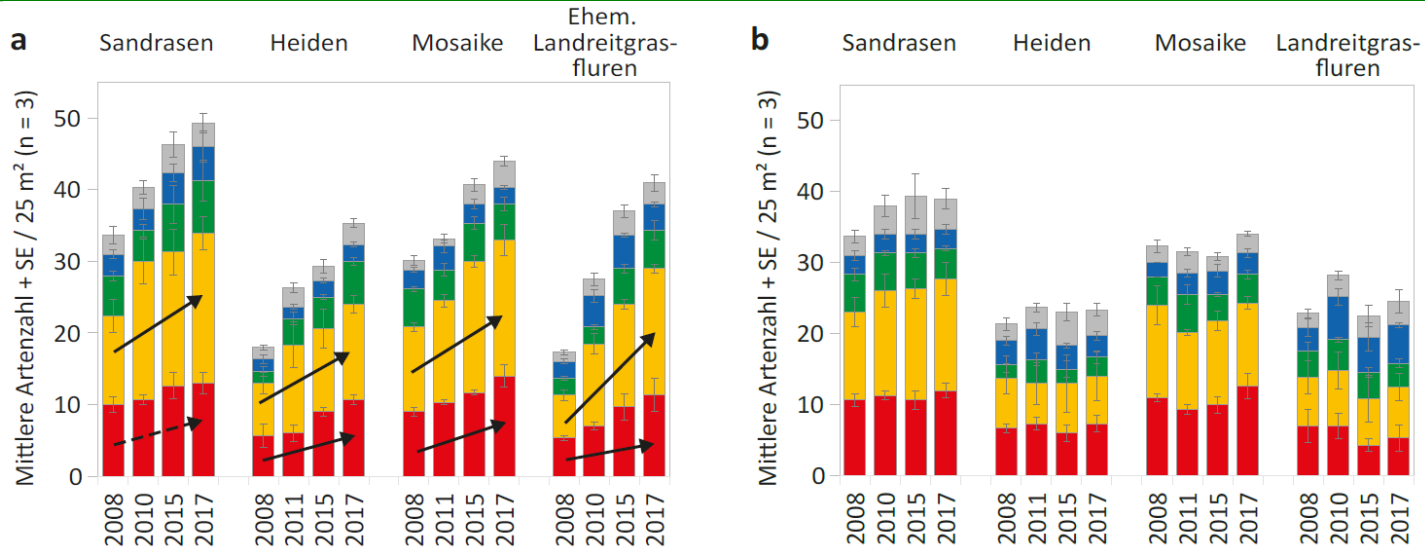 a
Sandrasen
Heiden
Mosaike
Ehem.
Landreitgras-
fluren
Mittlere Artenzahl + SE / 25 m² (n = 3)
50
40
30
20
10
0
2008
2010
2015
2017
2008
2011
2015
2017
2008
2011
2015
2017
2008
2010
2015
2017
b
Sandrasen
Heiden
Mosaike
Landreitgras-
fluren
Mittlere Artenzahl + SE / 25 m² (n = 3)
50
40
30
20
10
0
2008
2010
2015
2017
2008
2011
2015
2017
2008
2011
2015
2017
2008
2010
2015
2017